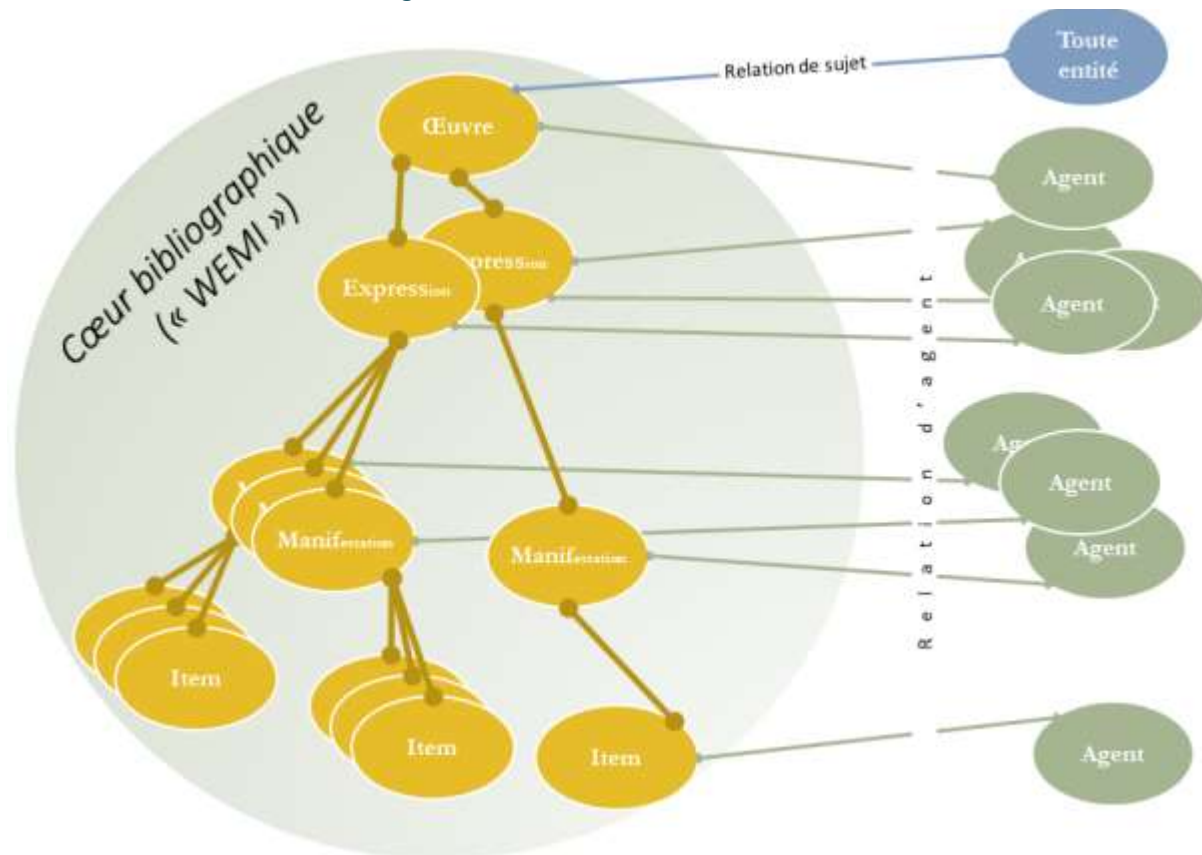 Toute
entité
Relation de sujet
Œuvre
Cœur bibliographique
(« WEMI »)
Agent
Expression
Agent
Relation d'agent
Agent
Agent
Manifestation
Manifestation
Item
Item
Item
Agent